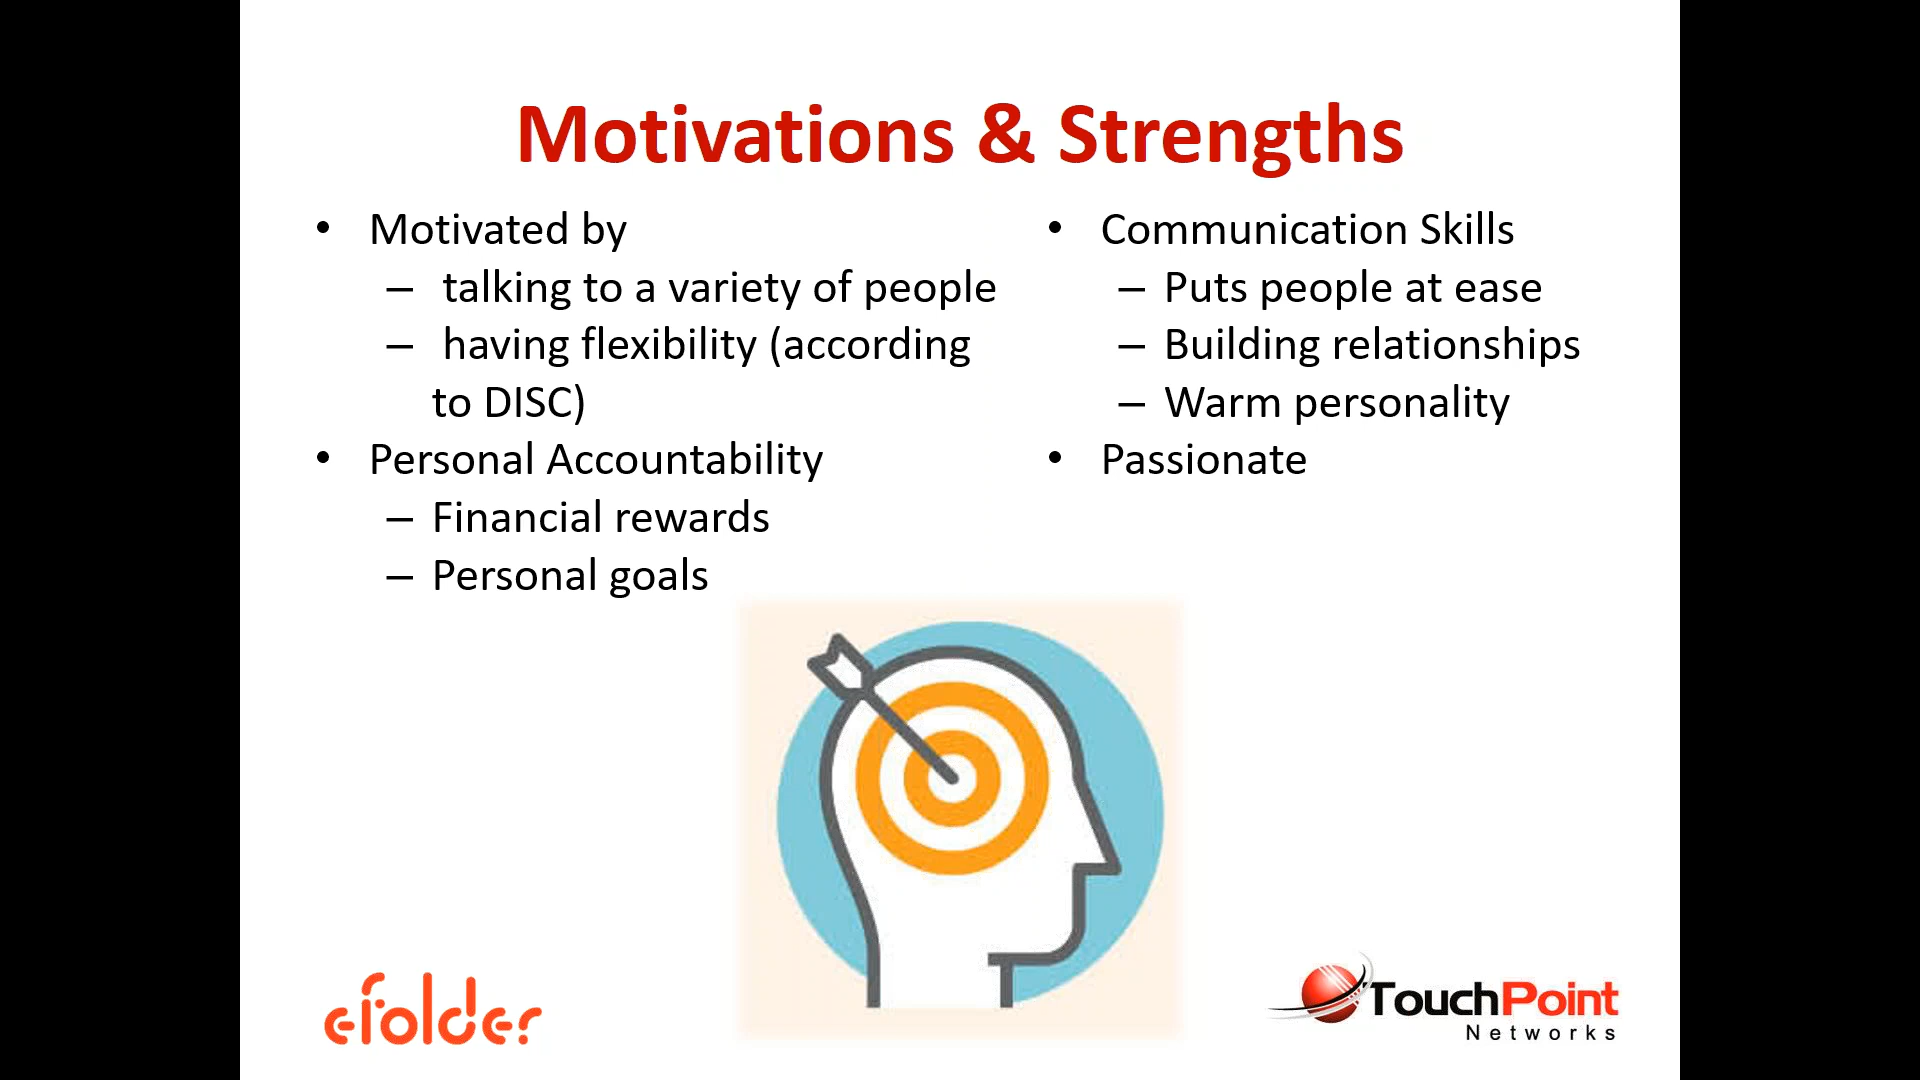 Motivations & Strengths
• Motivated by
– talking to a variety of people
– having flexibility (according
to DISC)
• Personal Accountability
– Financial rewards
– Personal goals
• Communication Skills
– Puts people at ease
– Building relationships
– Warm personality
• Passionate
efolder
TouchPoint
Networks